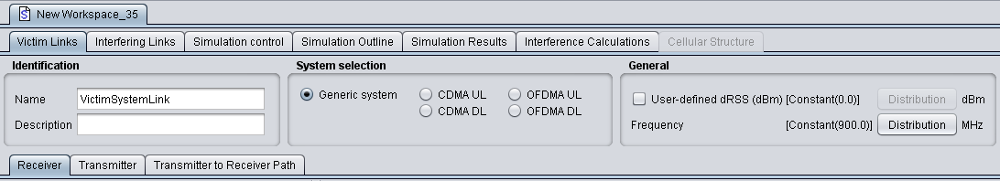 New Workspace_35
Victim Links Interfering Links Simulation control Simulation Outline Simulation Results Interference Calculations Cellular Structure
Identification System selection General
Name VictimSystemLink Generic system CDMA UL OFDMA UL User-defined dRSS (dBm) [Constant(0.0)] Distribution dBm
Description CDMA DL OFDMA DL Frequency [Constant(900.0)] Distribution MHz
Receiver Transmitter Transmitter to Receiver Path